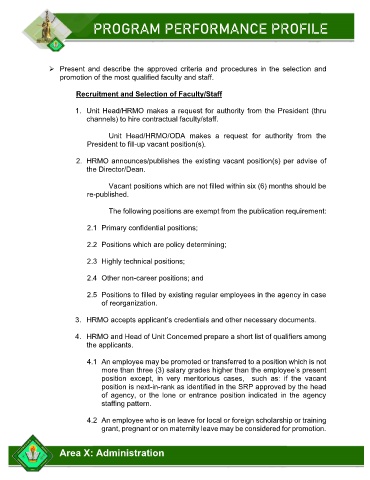 PROGRAM PERFORMANCE PROFILE
➢ Present and describe the approved criteria and procedures in the selection and
promotion of the most qualified faculty and staff.
Recruitment and Selection of Faculty/Staff
1. Unit Head/HRMO makes a request for authority from the President (thru
channels) to hire contractual faculty/staff.
Unit Head/HRMO/ODA makes a request for authority from the
President to fill-up vacant position(s).
2. HRMO announces/publishes the existing vacant position(s) per advise of
the Director/Dean.
Vacant positions which are not filled within six (6) months should be
re-published.
The following positions are exempt from the publication requirement:
2.1 Primary confidential positions;
2.2 Positions which are policy determining;
2.3 Highly technical positions;
2.4 Other non-career positions; and
2.5 Positions to filled by existing regular employees in the agency in case
of reorganization.
3. HRMO accepts applicant's credentials and other necessary documents.
4. HRMO and Head of Unit Concerned prepare a short list of qualifiers among
the applicants.
4.1 An employee may be promoted or transferred to a position which is not
more than three (3) salary grades higher than the employee's present
position except, in very meritorious cases, such as: if the vacant
position is next-in-rank as identified in the SRP approved by the head
of agency, or the lone or entrance position indicated in the agency
staffing pattern.
4.2 An employee who is on leave for local or foreign scholarship or training
grant, pregnant or on maternity leave may be considered for promotion.
Area X: Administration